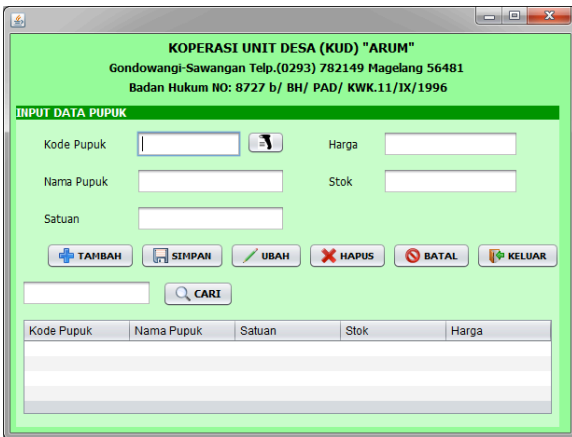 KOPERASI UNIT DESA (KUD) "ARUM"
Gondowangi-Sawangan Telp.(0293) 782149 Magelang 56481
Badan Hukum NO: 8727 b/ BH/ PAD/ KWK.11/IX/1996
INPUT DATA PUPUK
Kode Pupuk Harga
Nama Pupuk Stok
Satuan
TAMBAH SIMPAN UBAH HAPUS BATAL KELUAR
CARI
Kode Pupuk Nama Pupuk Satuan Stok Harga